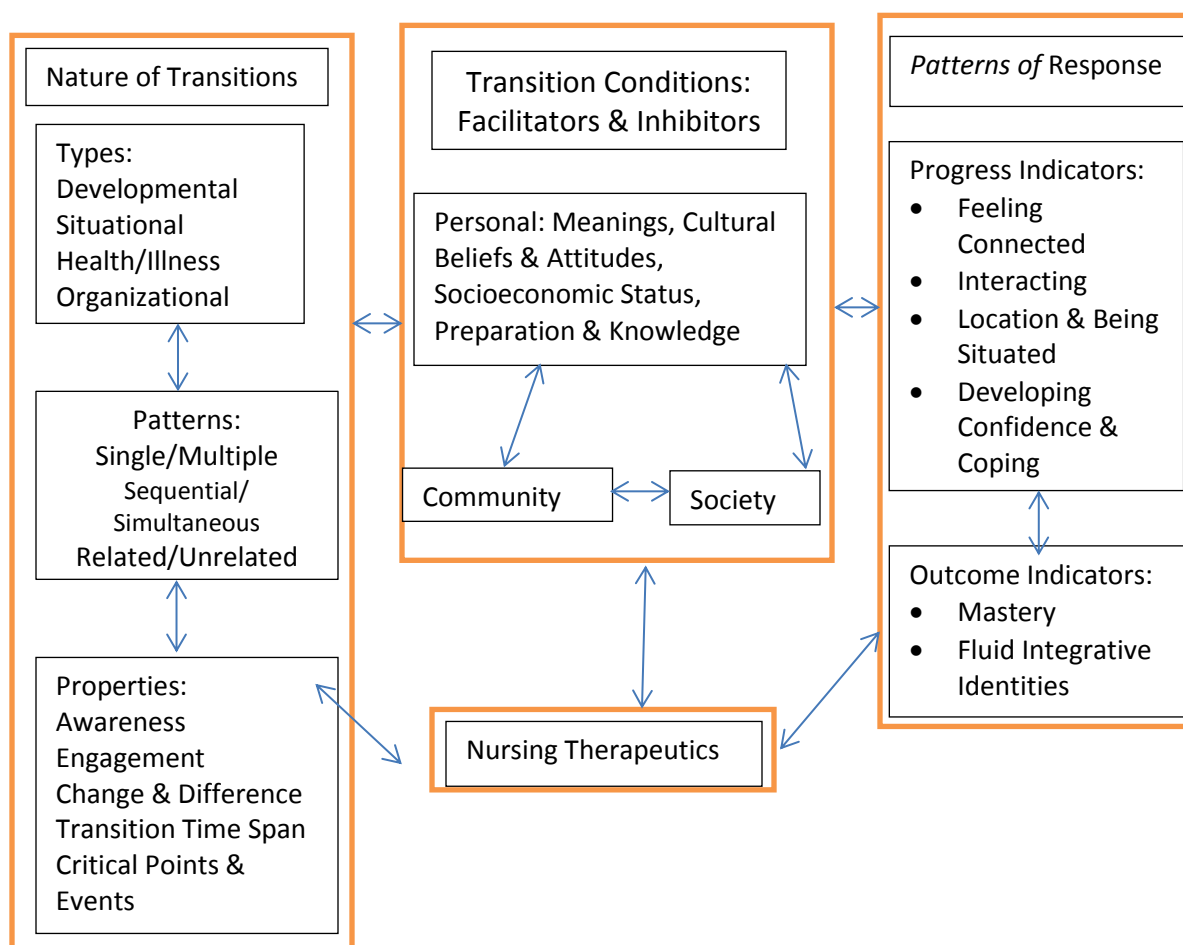 Nature of Transitions
Types:
Developmental
Situational
Health/Illness
Organizational
Patterns:
Single/Multiple
Sequential/
Simultaneous
Related/Unrelated
Properties:
Awareness
Engagement
Change & Difference
Transition Time Span
Critical Points &
Events
Transition Conditions:
Facilitators & Inhibitors
Personal: Meanings, Cultural
Beliefs & Attitudes,
Socioeconomic Status,
Preparation & Knowledge
Community
Society
Nursing Therapeutics
Patterns of Response
Progress Indicators:
• Feeling
Connected
• Interacting
• Location & Being
Situated
• Developing
Confidence &
Coping
Outcome Indicators:
• Mastery
• Fluid Integrative
Identities